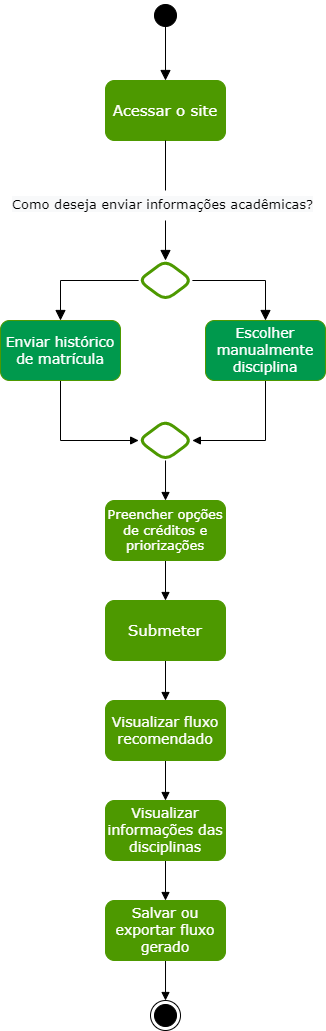 Acessar o site
Como deseja enviar informações acadêmicas?
Enviar histórico
de matrícula
Escolher
manualmente
disciplina
Preencher opções
de créditos e
priorizações
Submeter
Visualizar fluxo
recomendado
Visualizar
informações das
disciplinas
Salvar ou
exportar fluxo
gerado